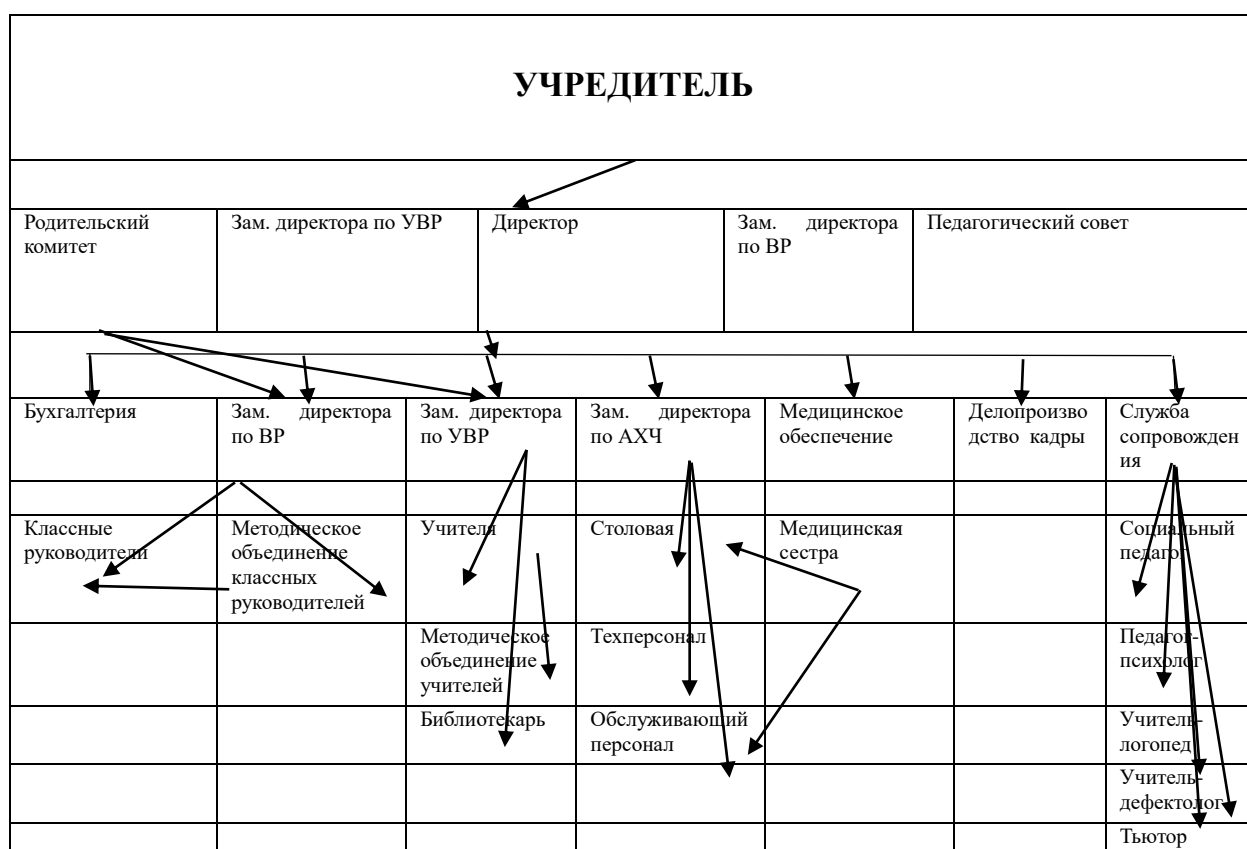 УЧРЕДИТЕЛЬ
Родительский
комитет
Зам. директора по УВР
Директор
Зам. директора
по ВР
Педагогический совет
Бухгалтерия
Зам. директора
по ВР
Зам. директора
по УВР
Зам. директора
по АХЧ
Медицинское
обеспечение
Делопроизво
дство кадры
Служба
сопровожден
ия
Классные
руководители
Методическое
объединение
классных
руководителей
Учителя
Столовая
Медицинская
сестра
Социальный
педагог
Методическое
объединение
учителей
Техперсонал
Педагог-
психолог
Библиотекарь
Обслуживающий
персонал
Учитель-
логопед
Учитель-
дефектолог
Тьютор